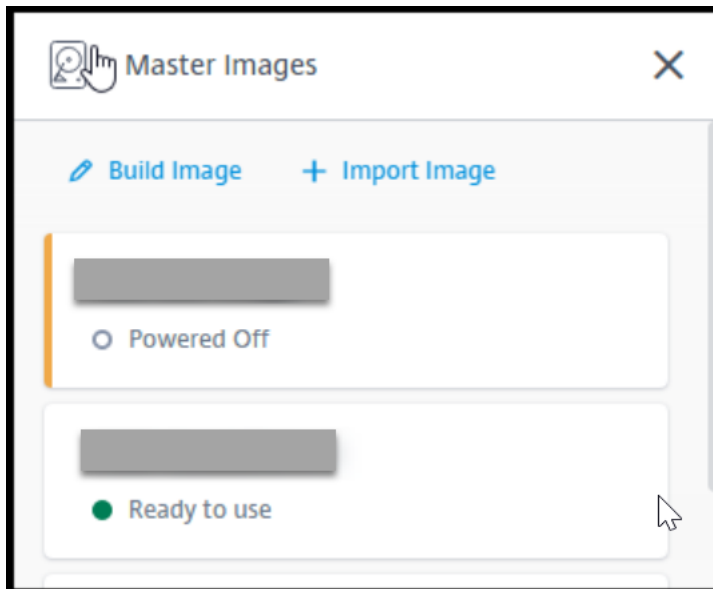 Master Images
Build Image
Import Image
Powered Off
Ready to use